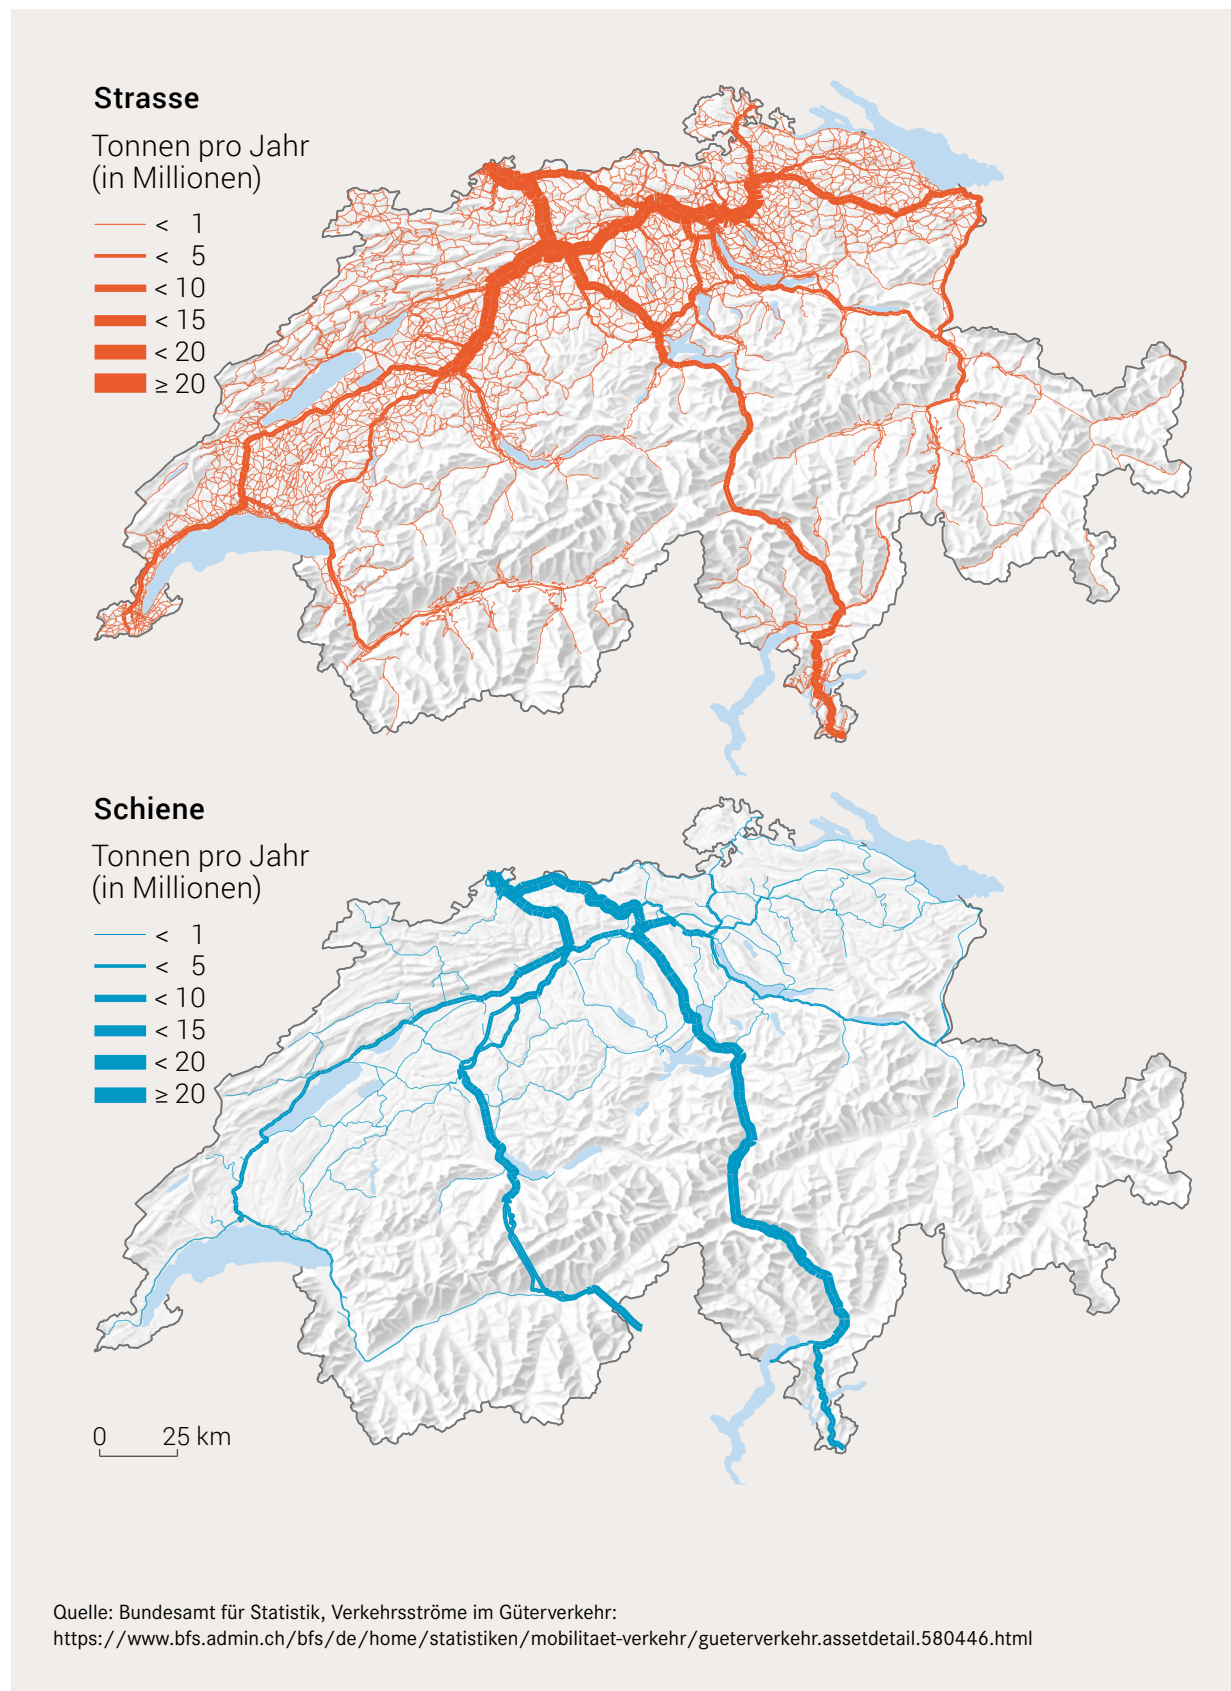 Strasse
Tonnen pro Jahr
(in Millionen)
< 1
< 5
< 10
< 15
< 20
≥ 20
Schiene
Tonnen pro Jahr
(in Millionen)
< 1
< 5
< 10
< 15
< 20
≥ 20
0 25 km
Quelle: Bundesamt für Statistik, Verkehrsströme im Güterverkehr:
https://www.bfs.admin.ch/bfs/de/home/statistiken/mobilitaet-verkehr/gueterverkehr.assetdetail.580446.html